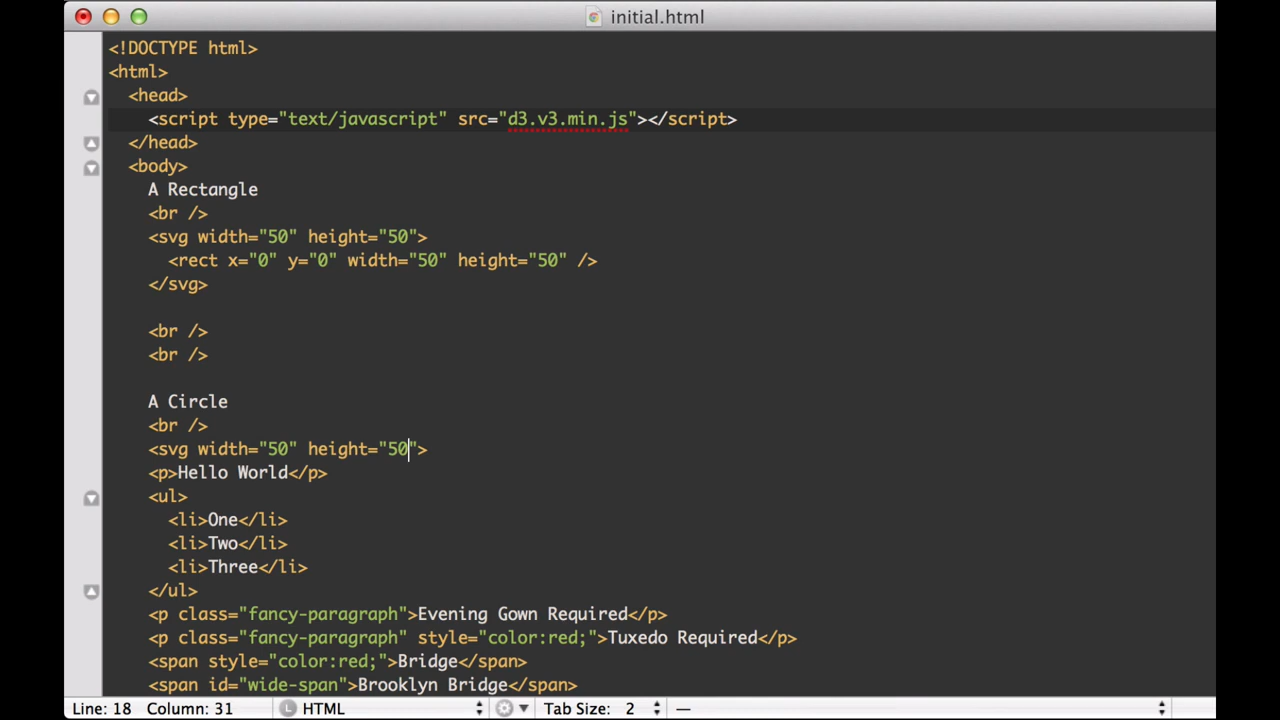 initial.html
<!DOCTYPE html>
<html>
<head>
<script type="text/javascript" src="d3.v3.min.js"></script>
</head>
<body>
A Rectangle
<br />
<svg width="50" height="50">
<rect x="0" y="0" width="50" height="50" />
</svg>
<br />
<br />
A Circle
<br />
<svg width="50" height="50">
<p>Hello World</p>
<ul>
<li>One</li>
<li>Two</li>
<li>Three</li>
</ul>
<p class="fancy-paragraph">Evening Gown Required</p>
<p class="fancy-paragraph" style="color:red;">Tuxedo Required</p>
<span style="color:red;">Bridge</span>
<span id="wide-span">Brooklyn Bridge</span>
Line: 18 Column: 31 L HTML Tab Size: 2 —